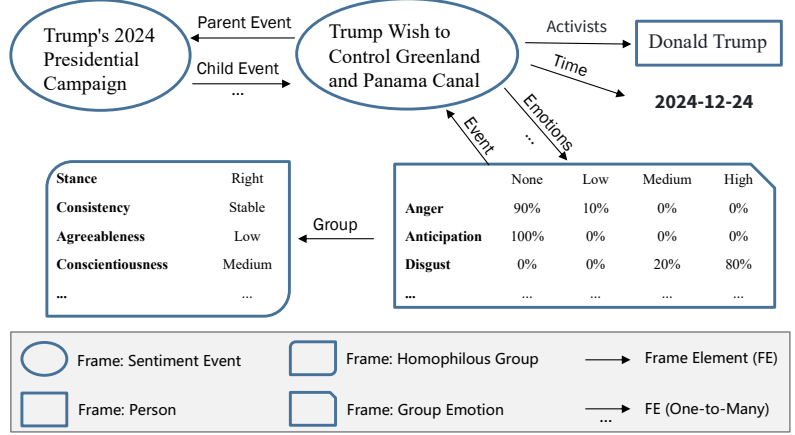 Trump's 2024
Presidential
Campaign
Parent Event
Child Event
...
Trump Wish to
Control Greenland
and Panama Canal
Activists
Donald Trump
Time
2024-12-24
Emotions
...
Event
Stance Right
Consistency Stable
Agreeableness Low
Conscientiousness Medium
... ...
Group
None Low Medium High
Anger 90% 10% 0% 0%
Anticipation 100% 0% 0% 0%
Disgust 0% 0% 20% 80%
... ... ... ... ...
Frame: Sentiment Event
Frame: Homophilous Group
Frame Element (FE)
Frame: Person
Frame: Group Emotion
...
FE (One-to-Many)